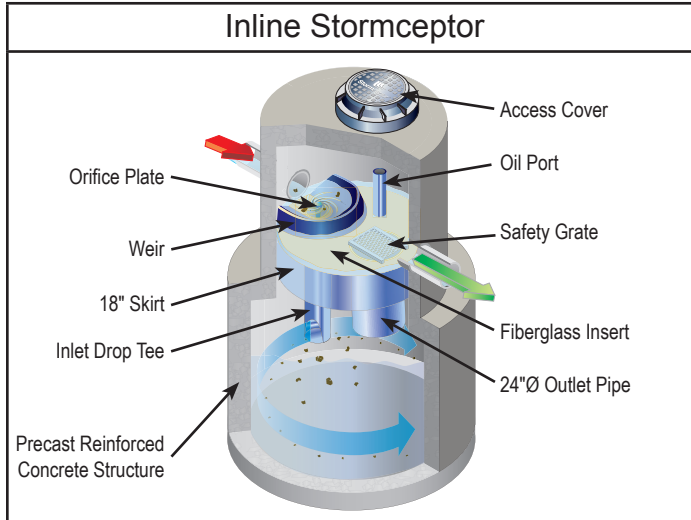 Inline Stormceptor
Access Cover
Oil Port
Orifice Plate
Safety Grate
Weir
18" Skirt
Fiberglass Insert
Inlet Drop Tee
24"Ø Outlet Pipe
Precast Reinforced
Concrete Structure